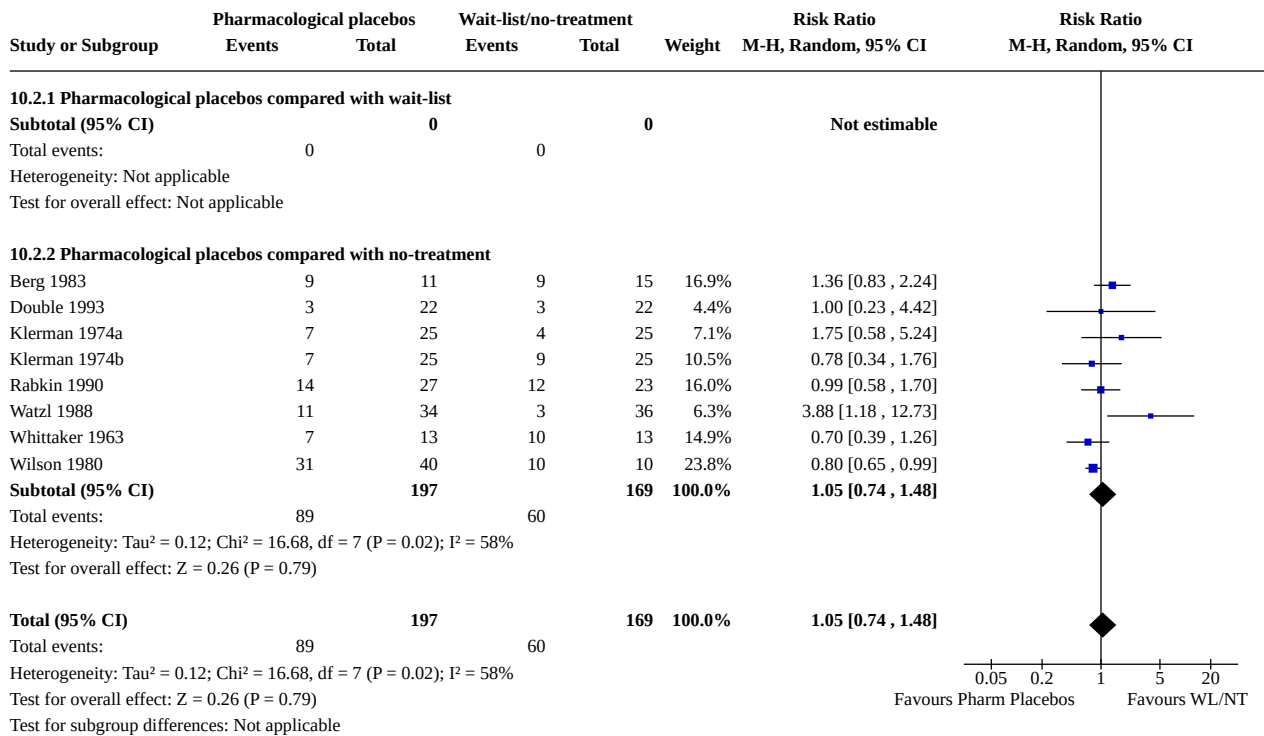 Pharmacological placebos Wait-list/no-treatment Risk Ratio Risk Ratio
Study or Subgroup Events Total Events Total Weight M-H, Random, 95% CI M-H, Random, 95% CI
10.2.1 Pharmacological placebos compared with wait-list
Subtotal (95% CI) 0 0 Not estimable
Total events: 0 0
Heterogeneity: Not applicable
Test for overall effect: Not applicable
10.2.2 Pharmacological placebos compared with no-treatment
Berg 1983 9 11 9 15 16.9% 1.36 [0.83 , 2.24]
Double 1993 3 22 3 22 4.4% 1.00 [0.23 , 4.42]
Klerman 1974a 7 25 4 25 7.1% 1.75 [0.58 , 5.24]
Klerman 1974b 7 25 9 25 10.5% 0.78 [0.34 , 1.76]
Rabkin 1990 14 27 12 23 16.0% 0.99 [0.58 , 1.70]
Watzl 1988 11 34 3 36 6.3% 3.88 [1.18 , 12.73]
Whittaker 1963 7 13 10 13 14.9% 0.70 [0.39 , 1.26]
Wilson 1980 31 40 10 10 23.8% 0.80 [0.65 , 0.99]
Subtotal (95% CI) 197 169 100.0% 1.05 [0.74 , 1.48]
Total events: 89 60
Heterogeneity: Tau² = 0.12; Chi² = 16.68, df = 7 (P = 0.02); I² = 58%
Test for overall effect: Z = 0.26 (P = 0.79)
Total (95% CI) 197 169 100.0% 1.05 [0.74 , 1.48]
Total events: 89 60
Heterogeneity: Tau² = 0.12; Chi² = 16.68, df = 7 (P = 0.02); I² = 58%
0.05 0.2 1 5 20
Test for overall effect: Z = 0.26 (P = 0.79)
Favours Pharm Placebos Favours WL/NT
Test for subgroup differences: Not applicable